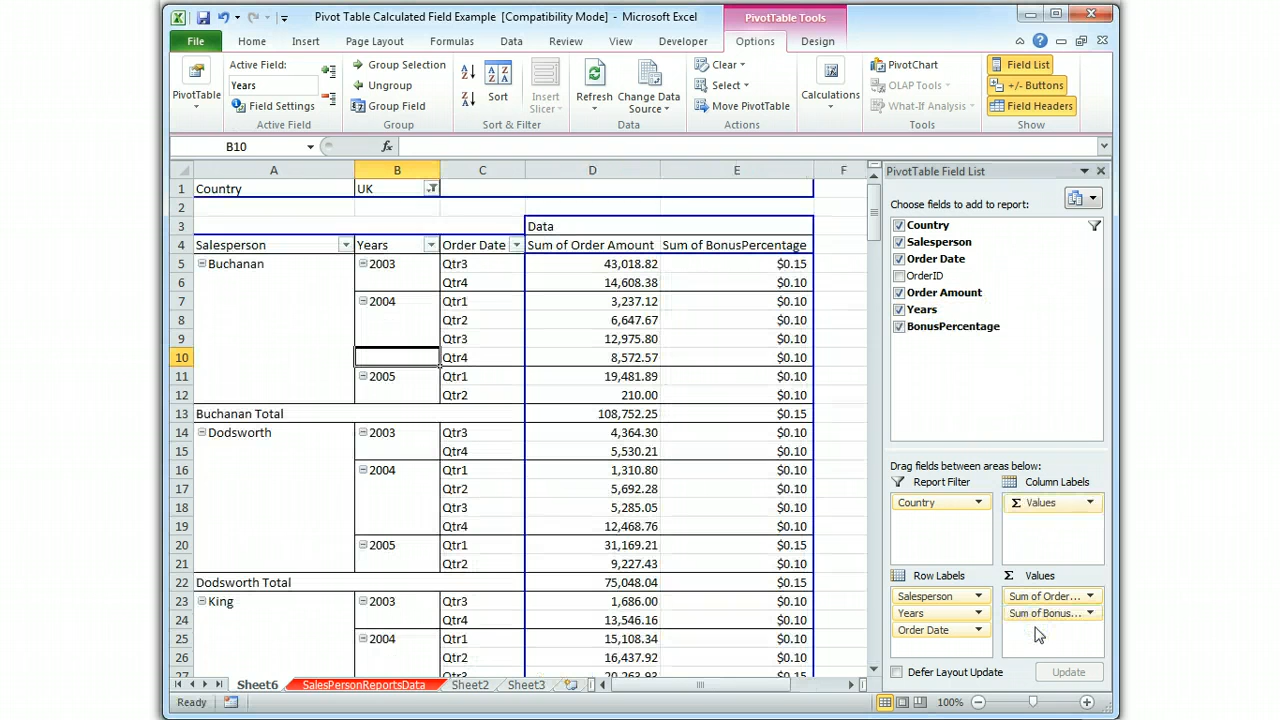 Pivot Table Calculated Field Example [Compatibility Mode] - Microsoft Excel
PivotTable Tools
File Home Insert Page Layout Formulas Data Review View Developer Options Design
Active Field:
Years
Field Settings
Active Field
PivotTable
Group Selection
Ungroup
Group Field
Group
Sort
Insert Slicer
Sort & Filter
Refresh
Change Data Source
Data
Clear
Select
Move PivotTable
Actions
Calculations
PivotChart
OLAP Tools
What-If Analysis
Tools
Field List
+/- Buttons
Field Headers
Show
B10 fx
A B C D E F
1 Country UK
2
3 Data
4 Salesperson Years Order Date Sum of Order Amount Sum of BonusPercentage
5 Buchanan 2003 Qtr3 43,018.82 $0.15
6 Qtr4 14,608.38 $0.10
7 2004 Qtr1 3,237.12 $0.10
8 Qtr2 6,647.67 $0.10
9 Qtr3 12,975.80 $0.10
10 Qtr4 8,572.57 $0.10
11 2005 Qtr1 19,481.89 $0.10
12 Qtr2 210.00 $0.10
13 Buchanan Total 108,752.25 $0.15
14 Dodsworth 2003 Qtr3 4,364.30 $0.10
15 Qtr4 5,530.21 $0.10
16 2004 Qtr1 1,310.80 $0.10
17 Qtr2 5,692.28 $0.10
18 Qtr3 5,285.05 $0.10
19 Qtr4 12,468.76 $0.10
20 2005 Qtr1 31,169.21 $0.15
21 Qtr2 9,227.43 $0.10
22 Dodsworth Total 75,048.04 $0.15
23 King 2003 Qtr3 1,686.00 $0.10
24 Qtr4 13,546.16 $0.10
25 2004 Qtr1 15,108.34 $0.10
26 Qtr2 16,437.92 $0.10
PivotTable Field List
Choose fields to add to report:
Country
Salesperson
Order Date
OrderID
Order Amount
Years
BonusPercentage
Drag fields between areas below:
Report Filter
Country
Column Labels
Σ Values
Row Labels
Salesperson
Years
Order Date
Σ Values
Sum of Order...
Sum of Bonus...
Defer Layout Update Update
Sheet6 SalesPersonReportsData Sheet2 Sheet3
Ready 100%